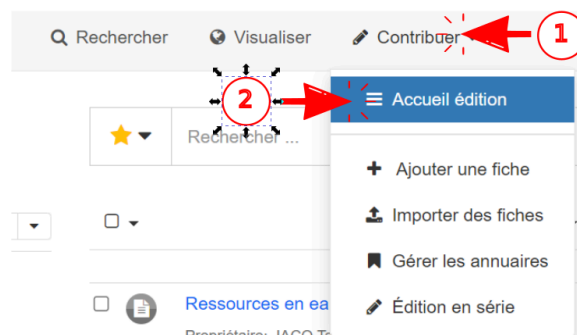 Rechercher Visualiser Contribuer 1
2 Accueil édition
Rechercher ...
Ajouter une fiche
Importer des fiches
Gérer les annuaires
Ressources en ea
Édition en série